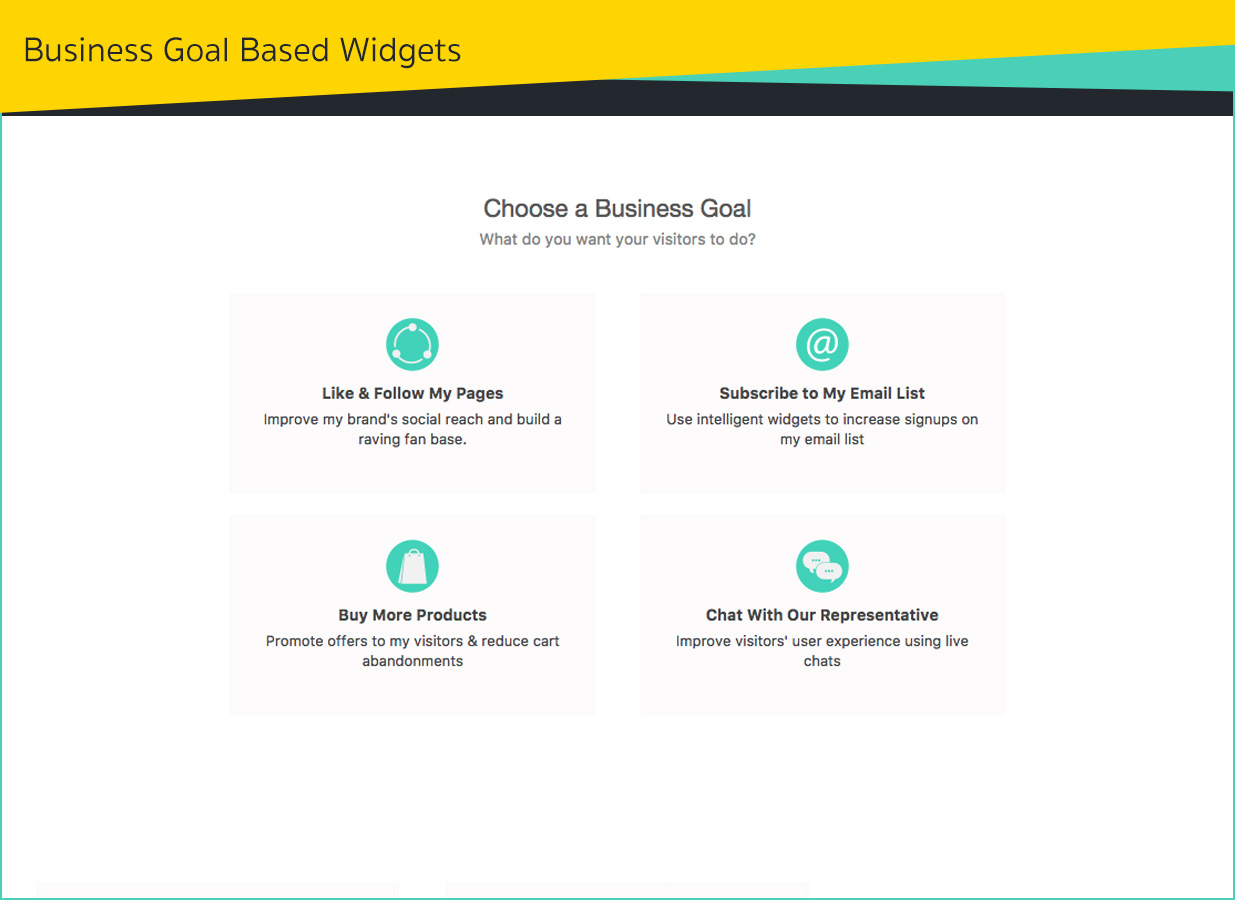 Business Goal Based Widgets
Choose a Business Goal
What do you want your visitors to do?
@
Like & Follow My Pages
Improve my brand's social reach and build a
raving fan base.
Subscribe to My Email List
Use intelligent widgets to increase signups on
my email list
Buy More Products
Promote offers to my visitors & reduce cart
abandonments
Chat With Our Representative
Improve visitors' user experience using live
chats